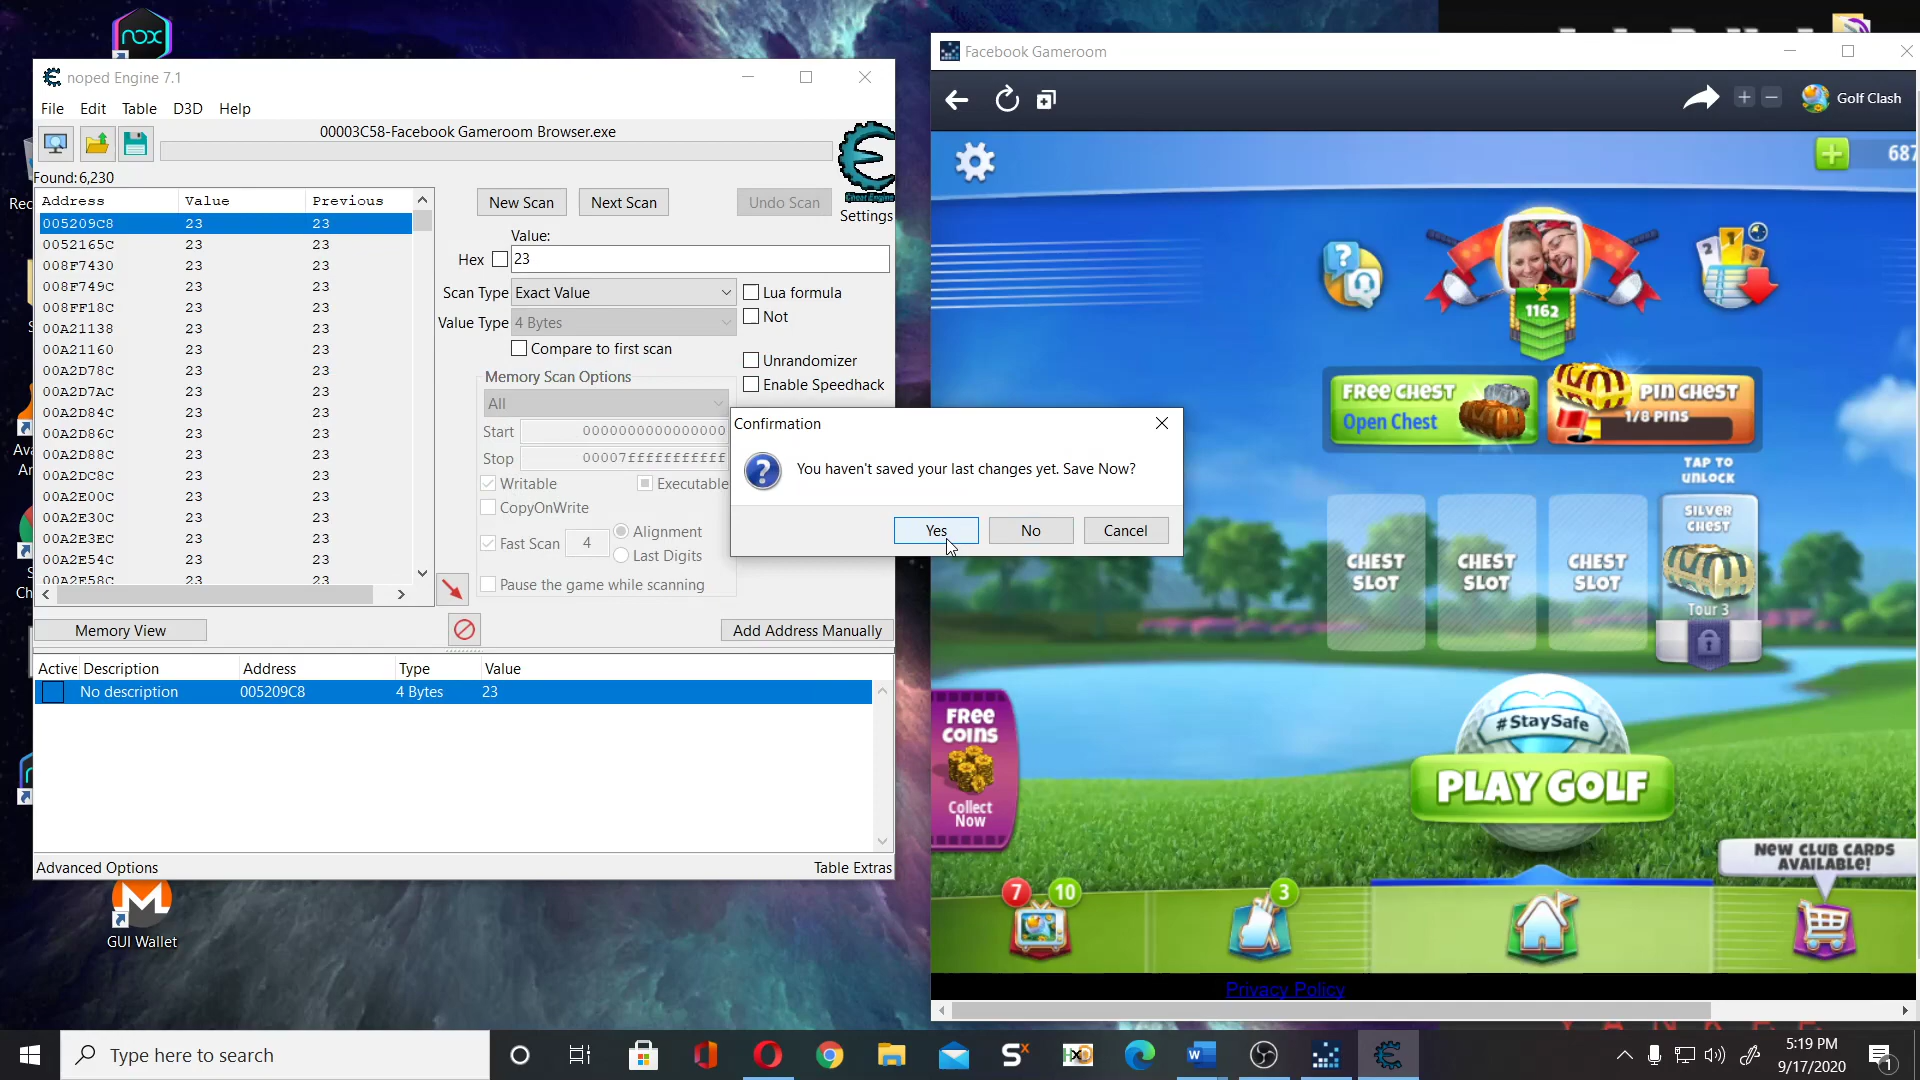 nox
noped Engine 7.1
File Edit Table D3D Help
00003C58-Facebook Gameroom Browser.exe
Cheat Engine
Settings
Found:6,230
Address Value Previous
005209C8 23 23
0052165C 23 23
008F7430 23 23
008F749C 23 23
008FF18C 23 23
00A21138 23 23
00A21160 23 23
00A2D78C 23 23
00A2D7AC 23 23
00A2D84C 23 23
00A2D86C 23 23
00A2D88C 23 23
00A2DC8C 23 23
00A2E00C 23 23
00A2E30C 23 23
00A2E3EC 23 23
00A2E54C 23 23
00A2E58C 23 23
New Scan Next Scan Undo Scan
Value:
Hex 23
Scan Type Exact Value
Lua formula
Value Type 4 Bytes
Not
Compare to first scan
Unrandomizer
Memory Scan Options
Enable Speedhack
All
Start 0000000000000000
Stop 00007fffffffffff
Writable Executable
CopyOnWrite
Fast Scan 4 Alignment
Last Digits
Pause the game while scanning
Memory View
Add Address Manually
Active Description Address Type Value
No description 005209C8 4 Bytes 23
Advanced Options Table Extras
Confirmation
You haven't saved your last changes yet. Save Now?
Yes No Cancel
GUI Wallet
Facebook Gameroom
Golf Clash
687
1162
2 1 3
FREE CHEST
Open Chest
PIN CHEST
1/8 PINS
TAP TO
UNLOCK
CHEST
SLOT
CHEST
SLOT
CHEST
SLOT
SILVER
CHEST
Tour 3
FREE
COINS
Collect
Now
#StaySafe
PLAY GOLF
NEW CLUB CARDS
AVAILABLE!
7 10
3
Privacy Policy
Type here to search
5:19 PM
9/17/2020
1